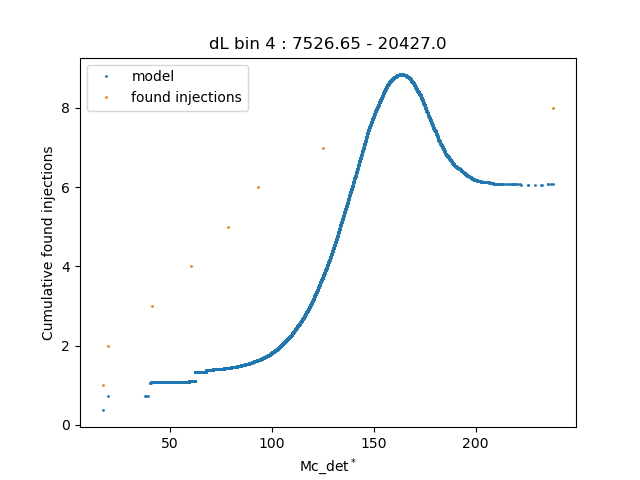 dL bin 4 : 7526.65 - 20427.0
model
found injections
Cumulative found injections
8
6
4
2
0
50 100 150 200
Mc_det*